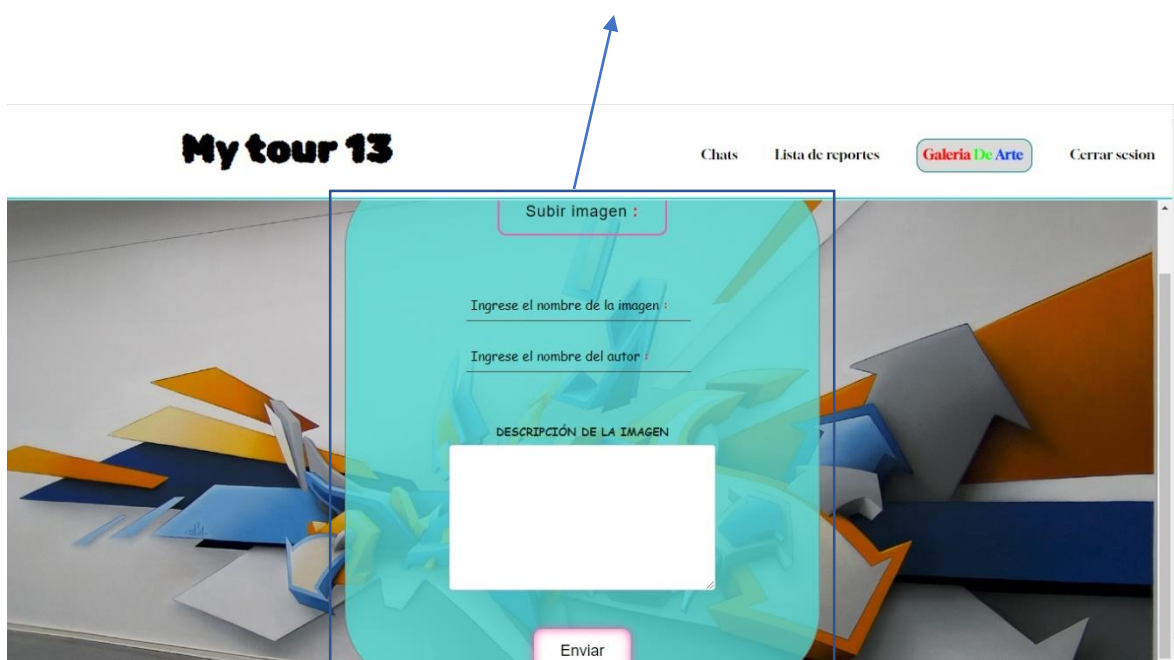 My tour 13
Chats Lista de reportes Galeria De Arte Cerrar sesion
Subir imagen :
Ingrese el nombre de la imagen :
Ingrese el nombre del autor :
DESCRIPCIÓN DE LA IMAGEN
Enviar